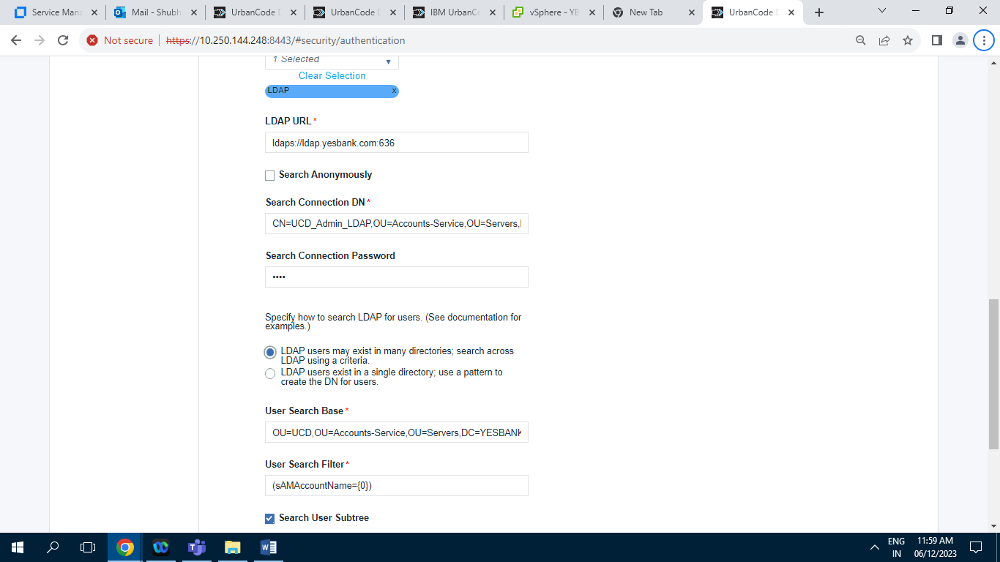 Service Mana
Mail - Shubh
UrbanCode D
UrbanCode D
IBM UrbanCo
vSphere - YB
New Tab
UrbanCode D
Not secure
https://10.250.144.248:8443/#security/authentication
1 Selected
Clear Selection
LDAP x
LDAP URL *
ldaps://ldap.yesbank.com:636
Search Anonymously
Search Connection DN *
CN=UCD_Admin_LDAP,OU=Accounts-Service,OU=Servers,
Search Connection Password
••••
Specify how to search LDAP for users. (See documentation for
examples.)
LDAP users may exist in many directories; search across
LDAP using a criteria.
LDAP users exist in a single directory; use a pattern to
create the DN for users.
User Search Base *
OU=UCD,OU=Accounts-Service,OU=Servers,DC=YESBANK
User Search Filter *
(sAMAccountName={0})
Search User Subtree
ENG
IN
11:59 AM
06/12/2023